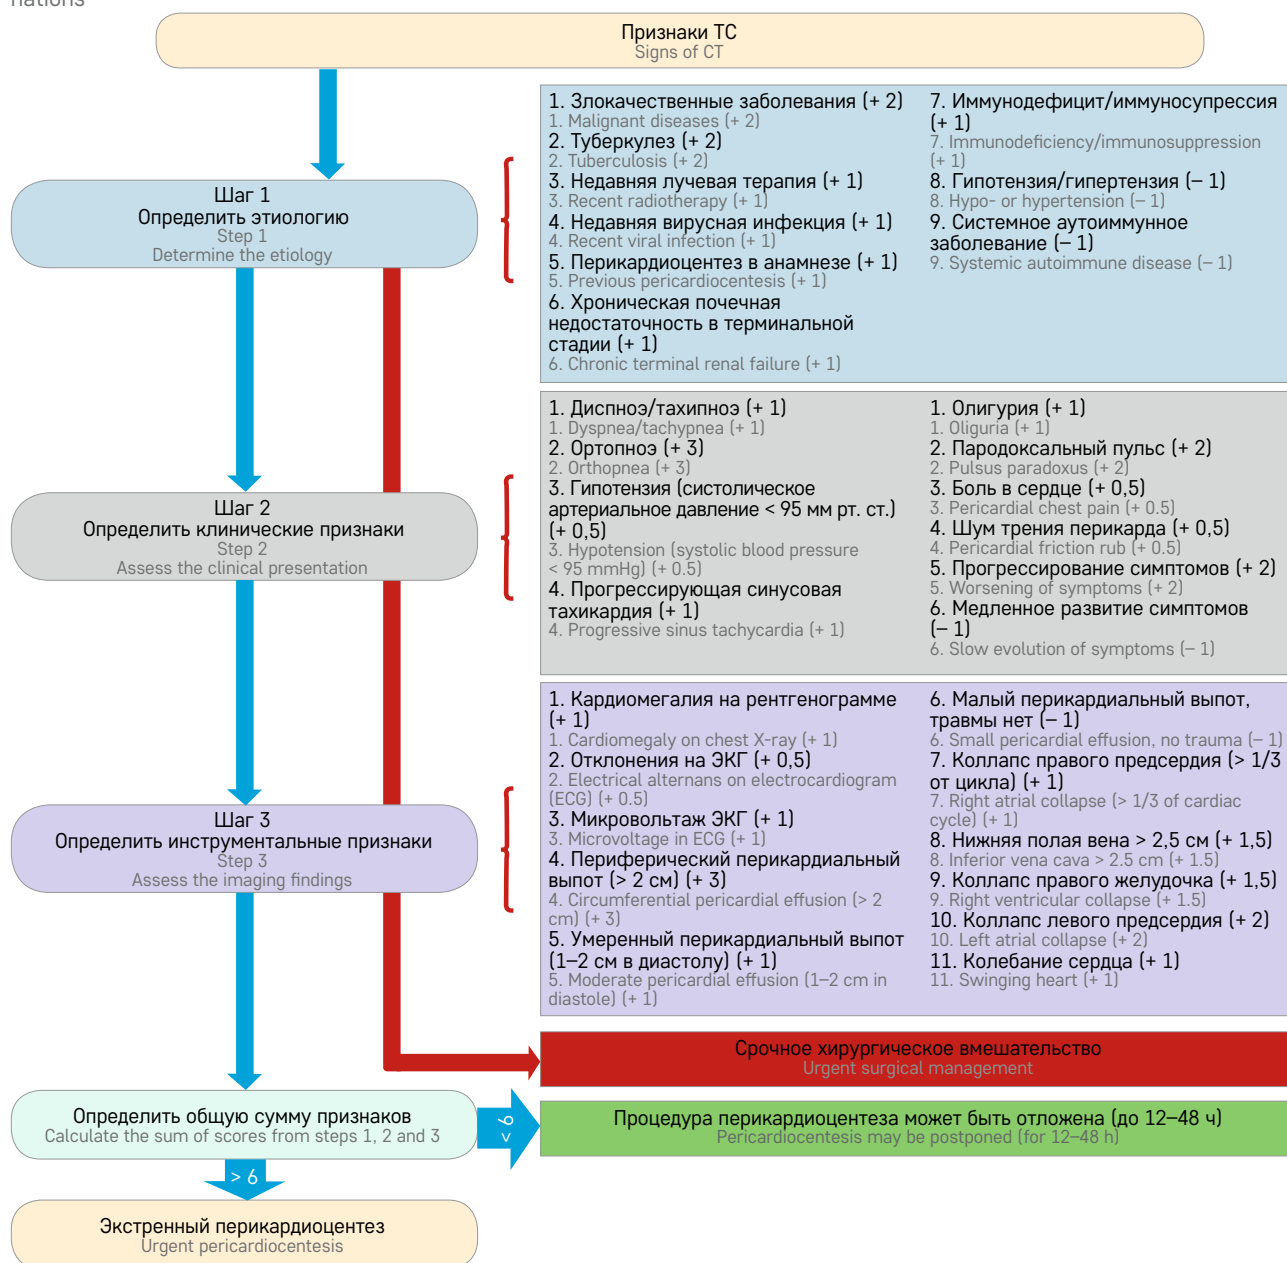 nations
Признаки ТС
Signs of CT
Шаг 1
Определить этиологию
Step 1
Determine the etiology
1. Злокачественные заболевания (+ 2)
1. Malignant diseases (+ 2)
2. Туберкулез (+ 2)
2. Tuberculosis (+ 2)
3. Недавняя лучевая терапия (+ 1)
3. Recent radiotherapy (+ 1)
4. Недавняя вирусная инфекция (+ 1)
4. Recent viral infection (+ 1)
5. Перикардиоцентез в анамнезе (+ 1)
5. Previous pericardiocentesis (+ 1)
6. Хроническая почечная
недостаточность в терминальной
стадии (+ 1)
6. Chronic terminal renal failure (+ 1)
7. Иммунодефицит/иммуносупрессия
(+ 1)
7. Immunodeficiency/immunosuppression
(+ 1)
8. Гипотензия/гипертензия (– 1)
8. Hypo- or hypertension (– 1)
9. Системное аутоиммунное
заболевание (– 1)
9. Systemic autoimmune disease (– 1)
Шаг 2
Определить клинические признаки
Step 2
Assess the clinical presentation
1. Диспноэ/тахипноэ (+ 1)
1. Dyspnea/tachypnea (+ 1)
2. Ортопноэ (+ 3)
2. Orthopnea (+ 3)
3. Гипотензия (систолическое
артериальное давление < 95 мм рт. ст.)
(+ 0,5)
3. Hypotension (systolic blood pressure
< 95 mmHg) (+ 0.5)
4. Прогрессирующая синусовая
тахикардия (+ 1)
4. Progressive sinus tachycardia (+ 1)
1. Олигурия (+ 1)
1. Oliguria (+ 1)
2. Пародоксальный пульс (+ 2)
2. Pulsus paradoxus (+ 2)
3. Боль в сердце (+ 0,5)
3. Pericardial chest pain (+ 0.5)
4. Шум трения перикарда (+ 0,5)
4. Pericardial friction rub (+ 0.5)
5. Прогрессирование симптомов (+ 2)
5. Worsening of symptoms (+ 2)
6. Медленное развитие симптомов
(– 1)
6. Slow evolution of symptoms (– 1)
Шаг 3
Определить инструментальные признаки
Step 3
Assess the imaging findings
1. Кардиомегалия на рентгенограмме
(+ 1)
1. Cardiomegaly on chest X-ray (+ 1)
2. Отклонения на ЭКГ (+ 0,5)
2. Electrical alternans on electrocardiogram
(ECG) (+ 0.5)
3. Микровольтаж ЭКГ (+ 1)
3. Microvoltage in ECG (+ 1)
4. Периферический перикардиальный
выпот (> 2 см) (+ 3)
4. Circumferential pericardial effusion (> 2
cm) (+ 3)
5. Умеренный перикардиальный выпот
(1–2 см в диастолу) (+ 1)
5. Moderate pericardial effusion (1–2 cm in
diastole) (+ 1)
6. Малый перикардиальный выпот,
травмы нет (– 1)
6. Small pericardial effusion, no trauma (– 1)
7. Коллапс правого предсердия (> 1/3
от цикла) (+ 1)
7. Right atrial collapse (> 1/3 of cardiac
cycle) (+ 1)
8. Нижняя полая вена > 2,5 см (+ 1,5)
8. Inferior vena cava > 2.5 cm (+ 1.5)
9. Коллапс правого желудочка (+ 1,5)
9. Right ventricular collapse (+ 1.5)
10. Коллапс левого предсердия (+ 2)
10. Left atrial collapse (+ 2)
11. Колебание сердца (+ 1)
11. Swinging heart (+ 1)
Срочное хирургическое вмешательство
Urgent surgical management
Определить общую сумму признаков
Calculate the sum of scores from steps 1, 2 and 3
< 6
Процедура перикардиоцентеза может быть отложена (до 12–48 ч)
Pericardiocentesis may be postponed (for 12–48 h)
> 6
Экстренный перикардиоцентез
Urgent pericardiocentesis